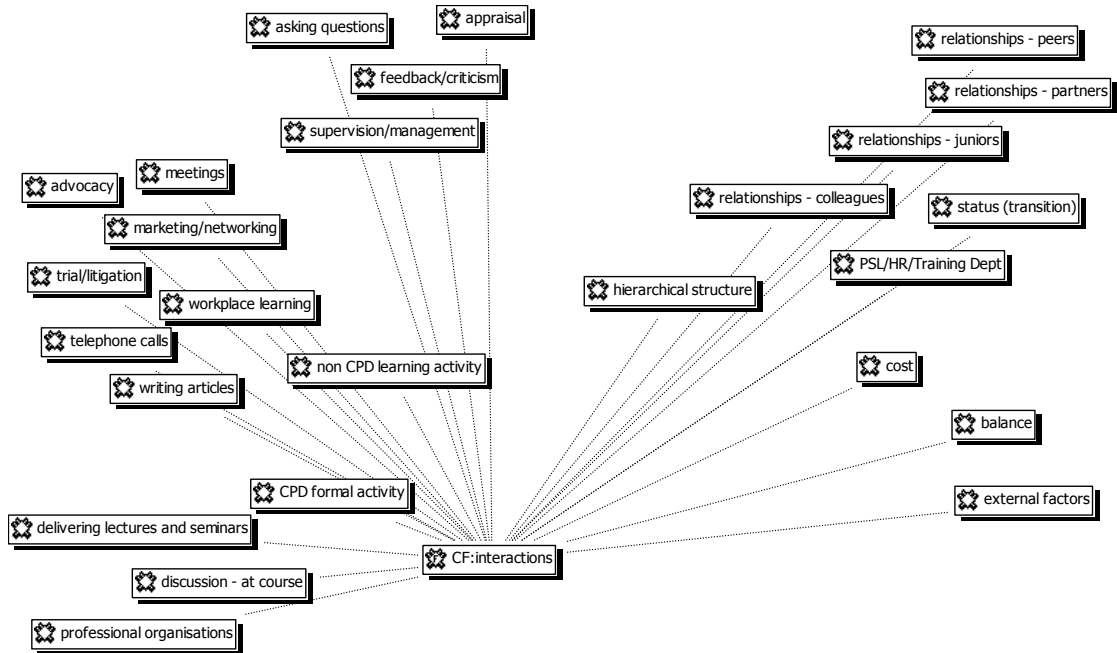 asking questions
appraisal
relationships - peers
feedback/criticism
relationships - partners
supervision/management
relationships - juniors
meetings
advocacy
relationships - colleagues
status (transition)
marketing/networking
PSL/HR/Training Dept
trial/litigation
hierarchical structure
workplace learning
telephone calls
non CPD learning activity
cost
writing articles
balance
CPD formal activity
external factors
delivering lectures and seminars
CF:interactions
discussion - at course
professional organisations